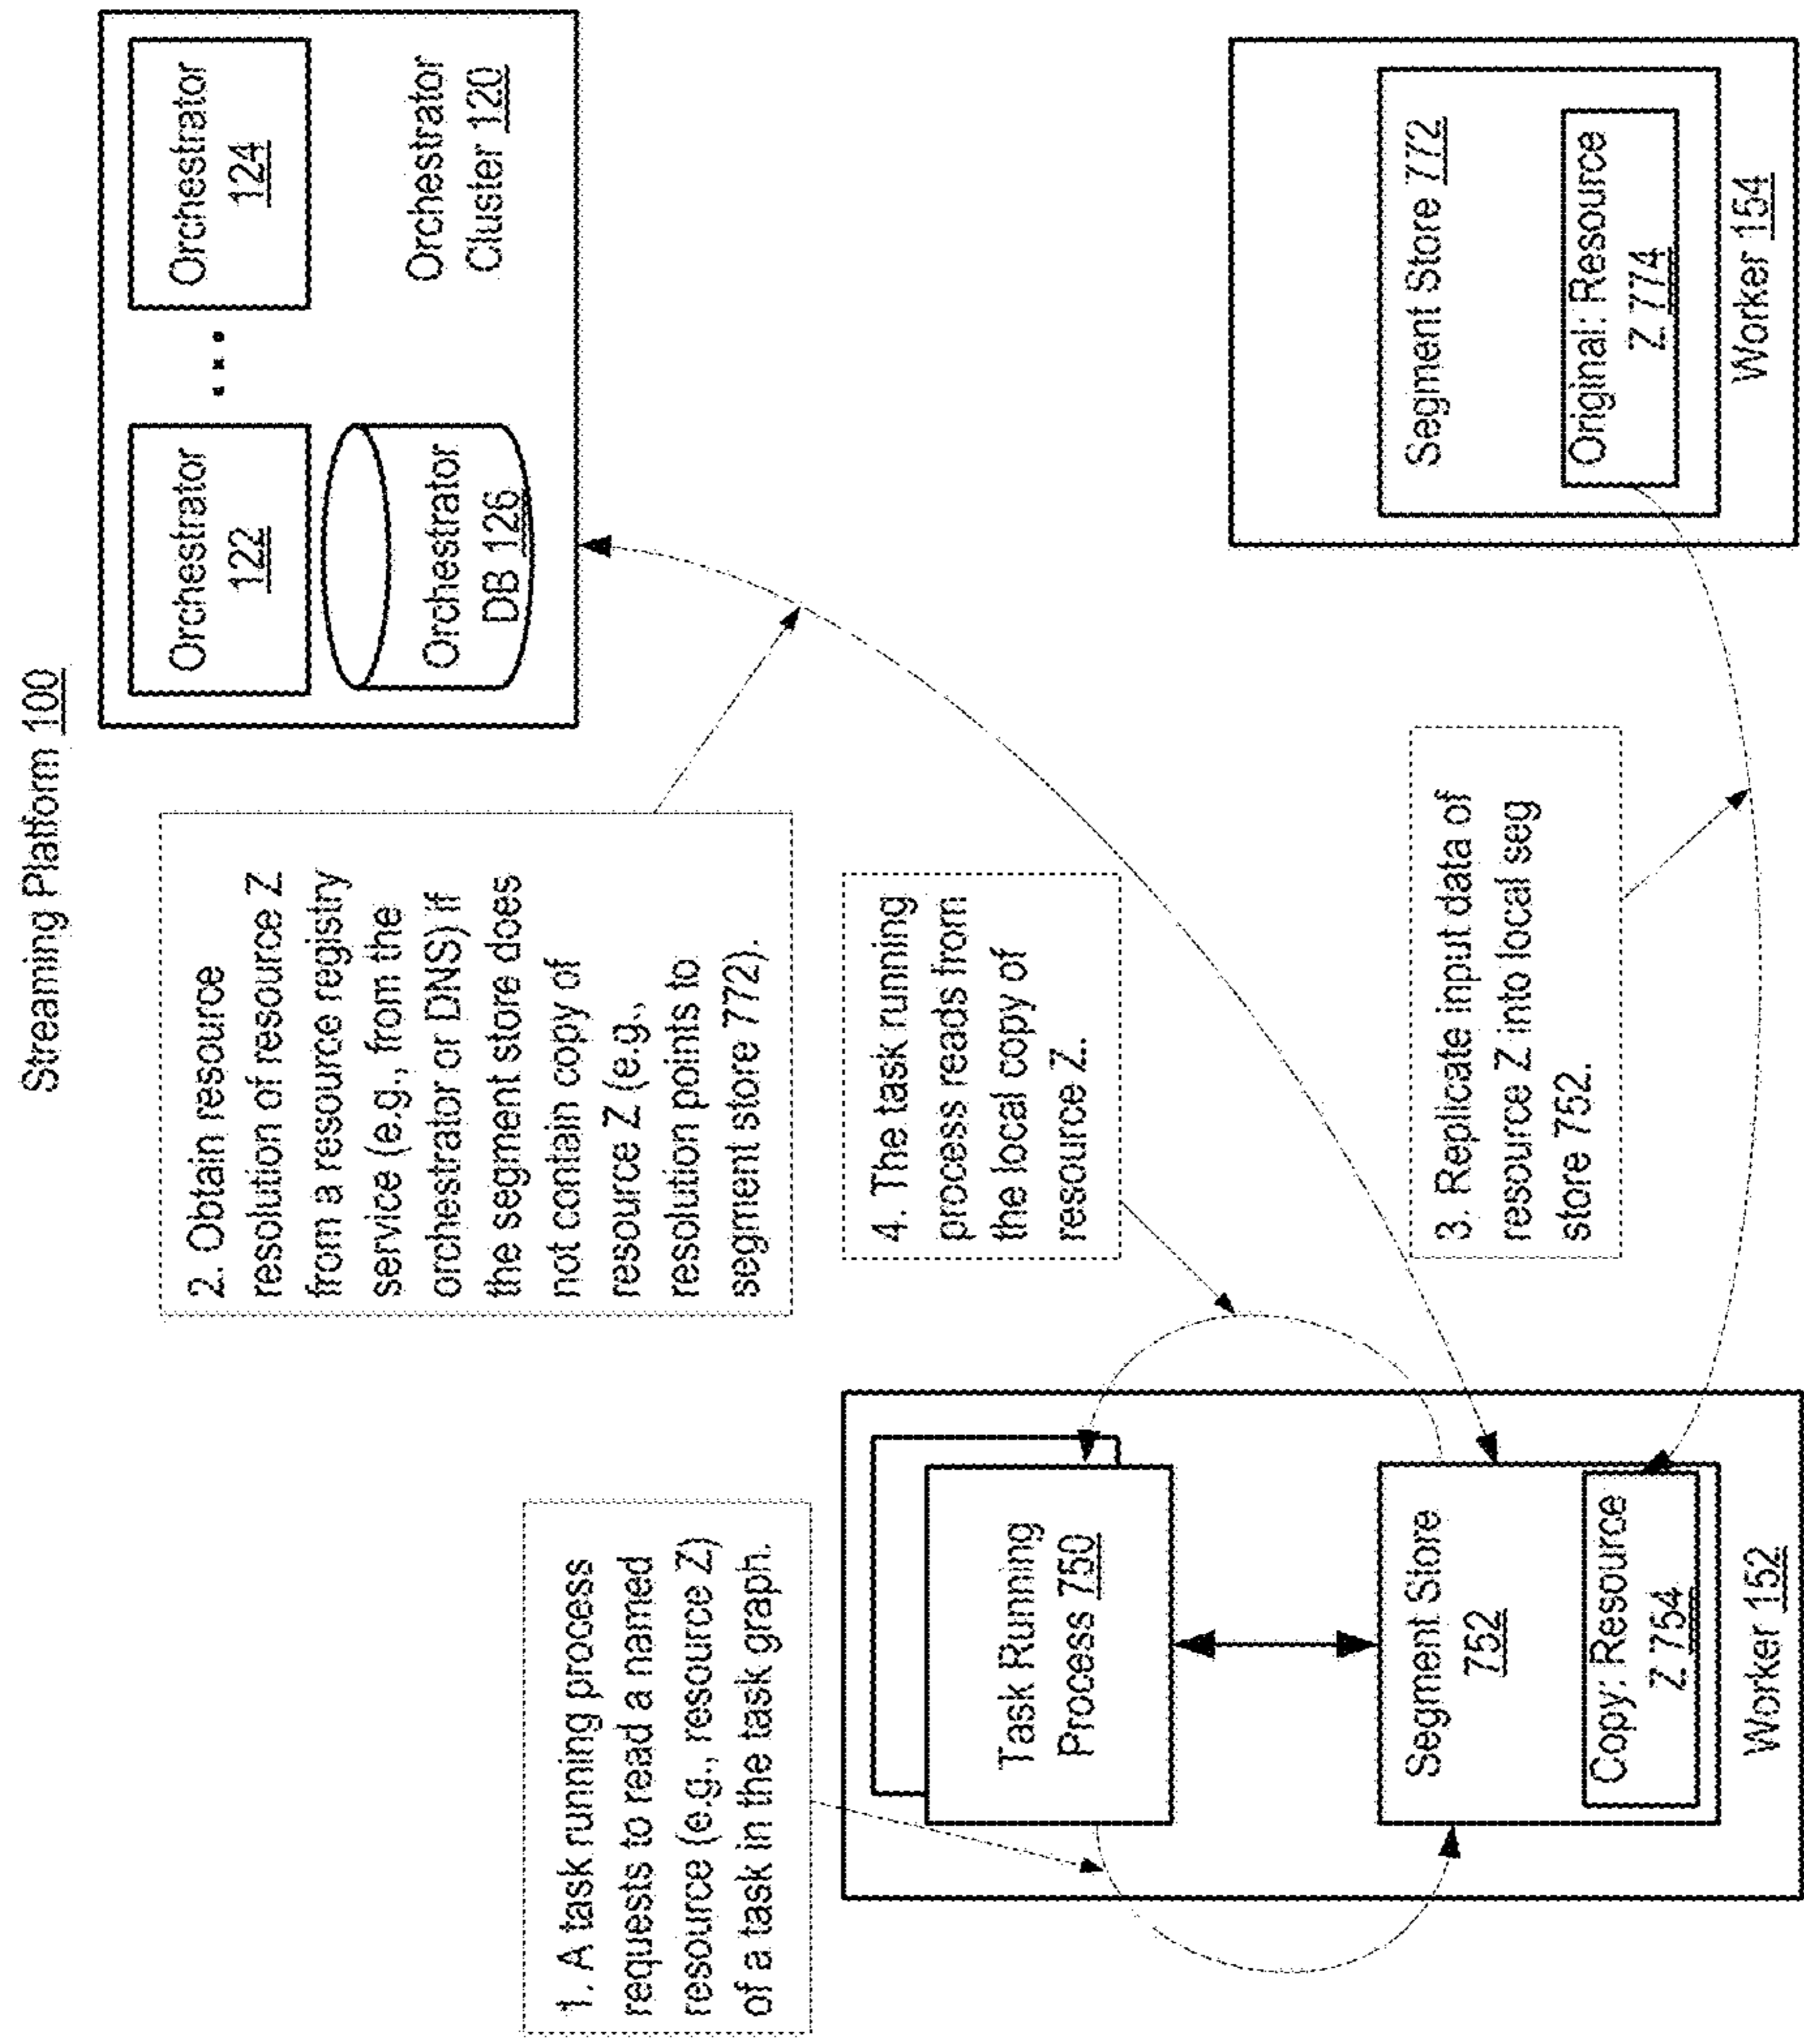 Streaming Platform 100
1. A task running process
requests to read a named
resource (e.g., resource Z)
of a task in the task graph.
2. Obtain resource
resolution of resource Z
from a resource registry
service (e.g., from the
orchestrator or DNS) if
the segment store does
not contain copy of
resource Z (e.g.,
resolution points to
segment store 772).
Orchestrator
122
...
Orchestrator
124
Orchestrator
DB 126
Orchestrator
Cluster 120
Task Running
Process 750
4. The task running
process reads from
the local copy of
resource Z.
Segment Store
752
Copy: Resource
Z 754
Worker 152
3. Replicate input data of
resource Z into local seg
store 752.
Segment Store 772
Original: Resource
Z 774
Worker 154